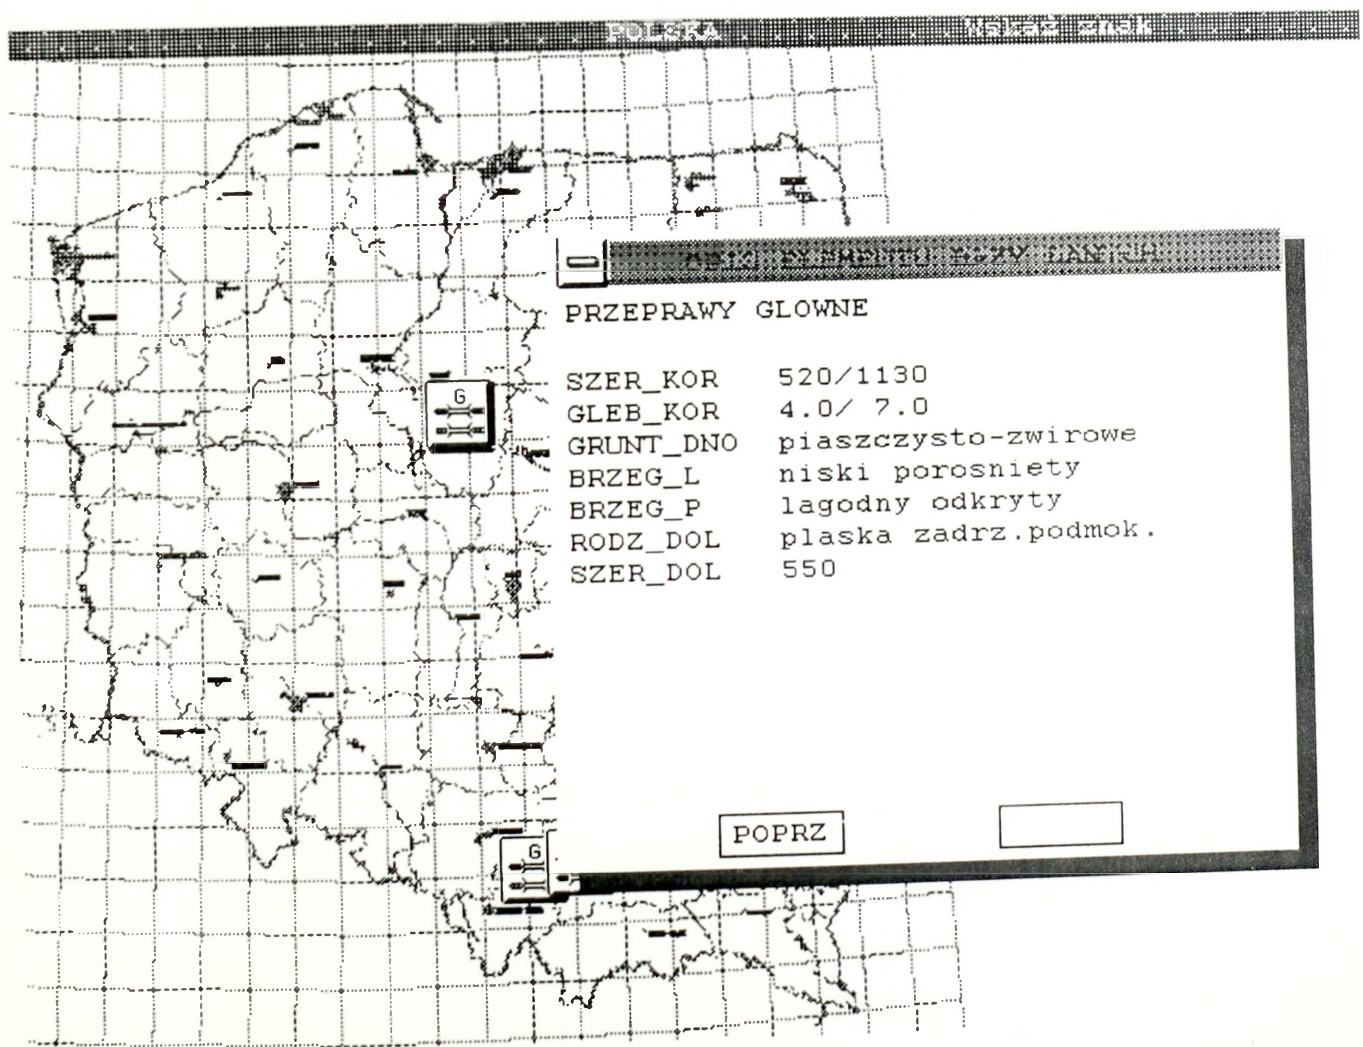 POLSKA Wskaż znak
PRZEPRAWY GLOWNE
SZER_KOR 520/1130
GLEB_KOR 4.0/ 7.0
GRUNT_DNO piaszczysto-zwirowe
BRZEG_L niski porosniety
BRZEG_P lagodny odkryty
RODZ_DOL plaska zadrz.podmok.
SZER_DOL 550
G
POPRZ
G